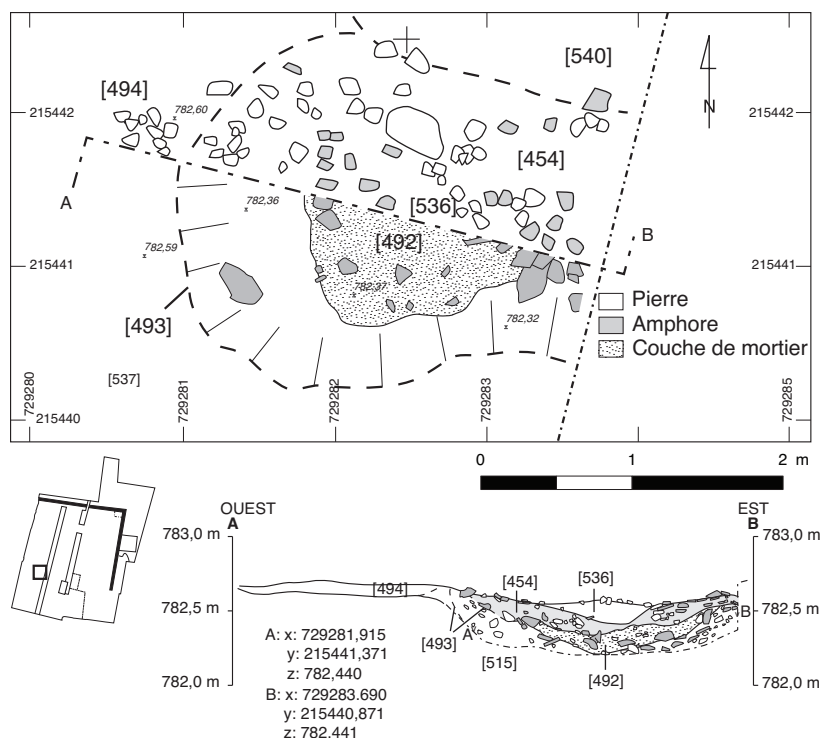 [540]
[494]
782,60
N
215442
215442
[454]
A
[536]
782,36
B
[492]
782,59
215441
215441
782,37
Pierre
[493]
782,32
Amphore
Couche de mortier
[537]
729280
729281
729282
729283
729285
215440
0 1 2 m
OUEST
A
EST
B
783,0 m
783,0 m
[454]
[536]
[494]
782,5 m
782,5 m
B
A: x: 729281,915
[493]
A
y: 215441,371
[515]
z: 782,440
[492]
782,0 m
782,0 m
B: x: 729283.690
y: 215440,871
z: 782.441